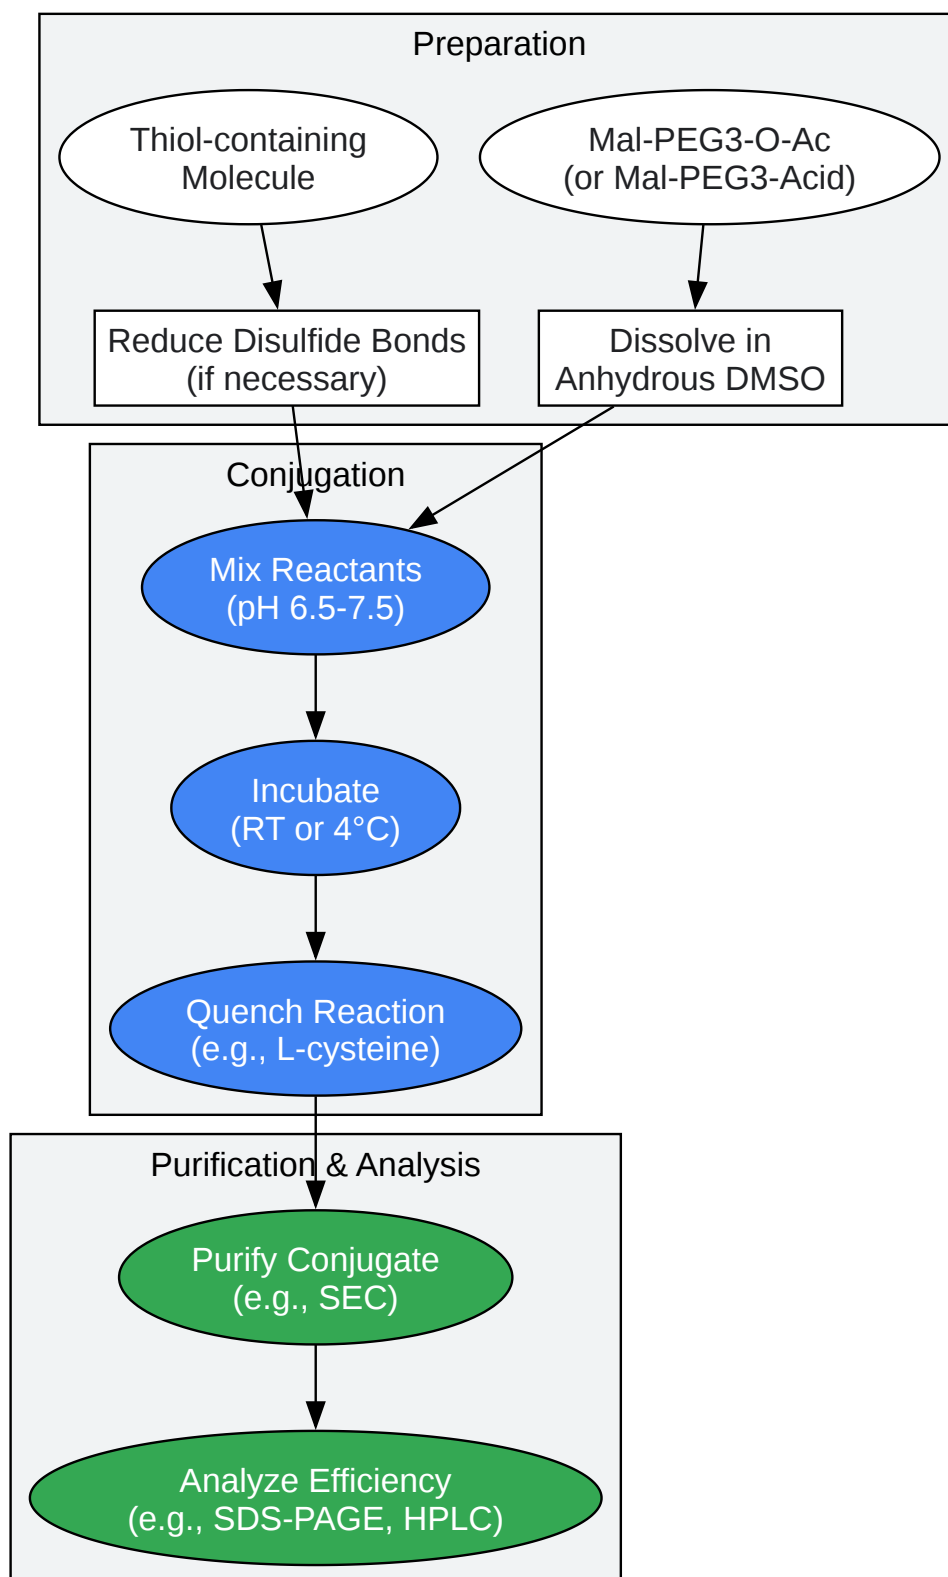 Preparation
Thiol-containing
Molecule
Mal-PEG3-O-Ac
(or Mal-PEG3-Acid)
Reduce Disulfide Bonds
(if necessary)
Dissolve in
Anhydrous DMSO
Conjugation
Mix Reactants
(pH 6.5-7.5)
Incubate
(RT or 4°C)
Quench Reaction
(e.g., L-cysteine)
Purification & Analysis
Purify Conjugate
(e.g., SEC)
Analyze Efficiency
(e.g., SDS-PAGE, HPLC)